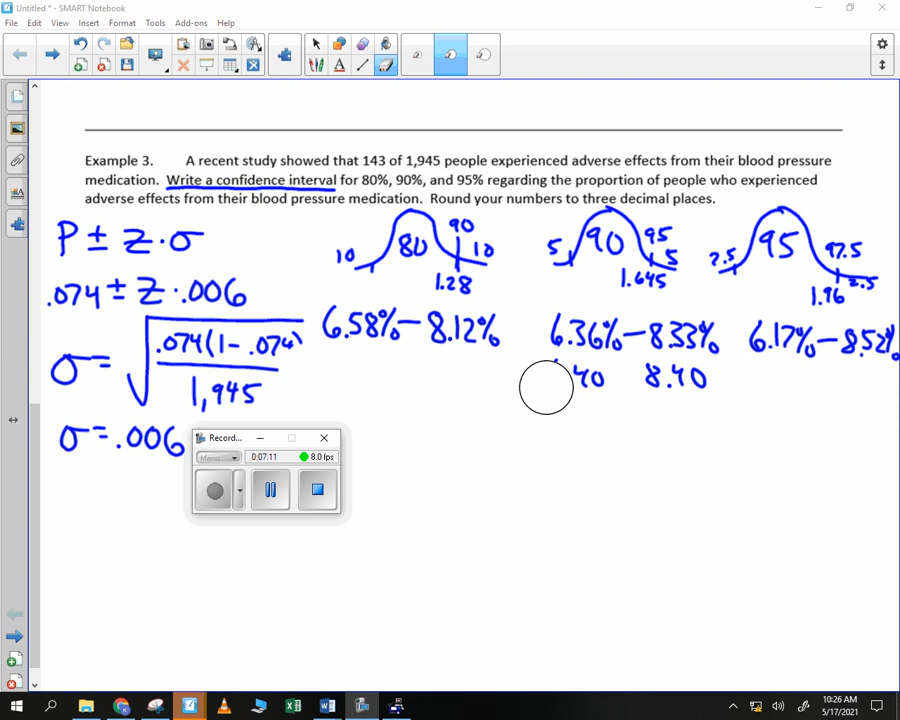 Untitled * - SMART Notebook
File Edit View Insert Format Tools Add-ons Help
Example 3. A recent study showed that 143 of 1,945 people experienced adverse effects from their blood pressure
medication. Write a confidence interval for 80%, 90%, and 95% regarding the proportion of people who experienced
adverse effects from their blood pressure medication. Round your numbers to three decimal places.
P ± Z · σ
.074 ± Z · .006
σ = √ .074(1 - .074)
1,945
σ = .006
10 80 90 10
1.28
6.58% - 8.12%
5 90 95 5
1.645
6.36% - 8.33%
40 8.40
2.5 95 97.5
1.96 2.5
6.17% - 8.52%
Record...
Menu
0:07:11 8.0 fps
10:26 AM
5/17/2021